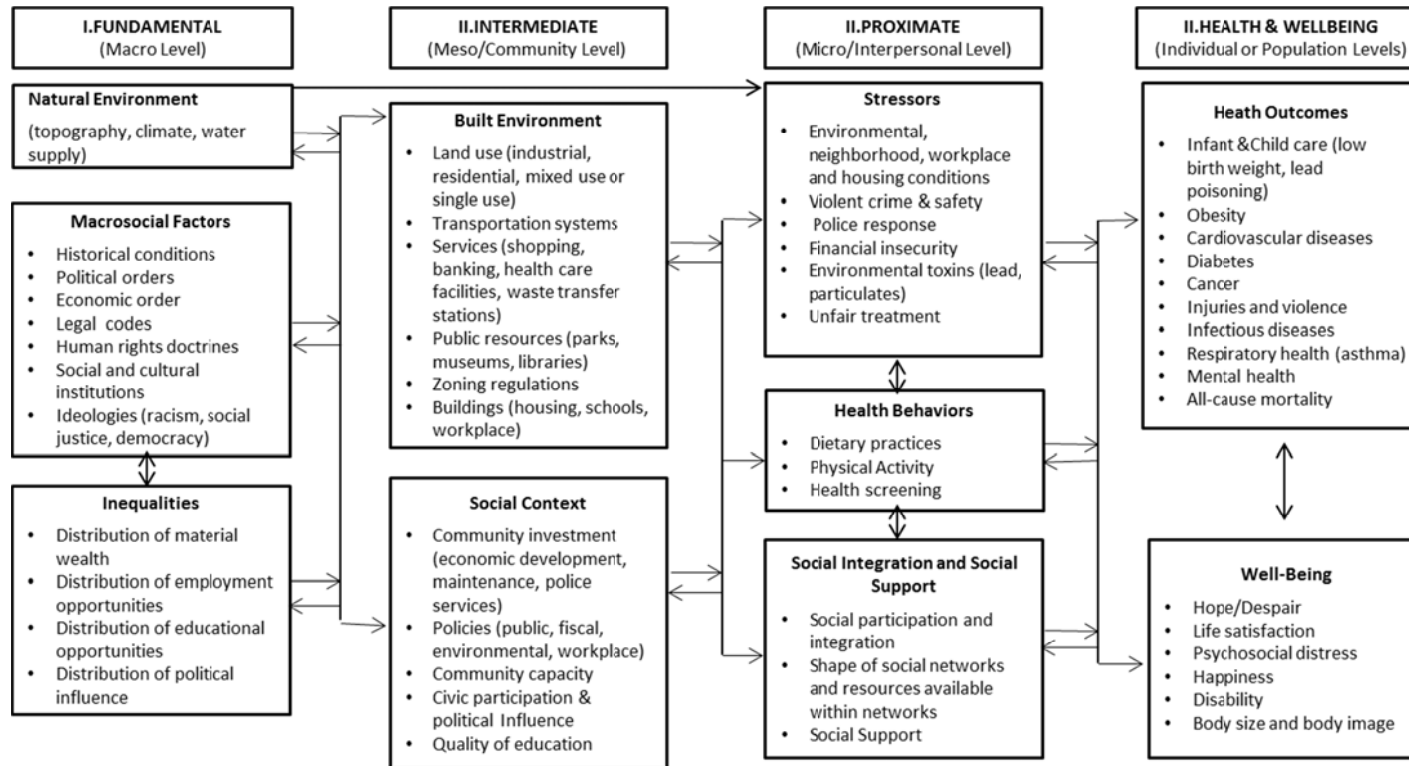 I.FUNDAMENTAL
(Macro Level)
Natural Environment
(topography, climate, water
supply)
Macrosocial Factors
• Historical conditions
• Political orders
• Economic order
• Legal codes
• Human rights doctrines
• Social and cultural
institutions
• Ideologies (racism, social
justice, democracy)
Inequalities
• Distribution of material
wealth
• Distribution of employment
opportunities
• Distribution of educational
opportunities
• Distribution of political
influence
II.INTERMEDIATE
(Meso/Community Level)
Built Environment
• Land use (industrial,
residential, mixed use or
single use)
• Transportation systems
• Services (shopping,
banking, health care
facilities, waste transfer
stations)
• Public resources (parks,
museums, libraries)
• Zoning regulations
• Buildings (housing, schools,
workplace)
Social Context
• Community investment
(economic development,
maintenance, police
services)
• Policies (public, fiscal,
environmental, workplace)
• Community capacity
• Civic participation &
political Influence
• Quality of education
II.PROXIMATE
(Micro/Interpersonal Level)
Stressors
• Environmental,
neighborhood, workplace
and housing conditions
• Violent crime & safety
• Police response
• Financial insecurity
• Environmental toxins (lead,
particulates)
• Unfair treatment
Health Behaviors
• Dietary practices
• Physical Activity
• Health screening
Social Integration and Social
Support
• Social participation and
integration
• Shape of social networks
and resources available
within networks
• Social Support
II.HEALTH & WELLBEING
(Individual or Population Levels)
Heath Outcomes
• Infant &Child care (low
birth weight, lead
poisoning)
• Obesity
• Cardiovascular diseases
• Diabetes
• Cancer
• Injuries and violence
• Infectious diseases
• Respiratory health (asthma)
• Mental health
• All-cause mortality
Well-Being
• Hope/Despair
• Life satisfaction
• Psychosocial distress
• Happiness
• Disability
• Body size and body image